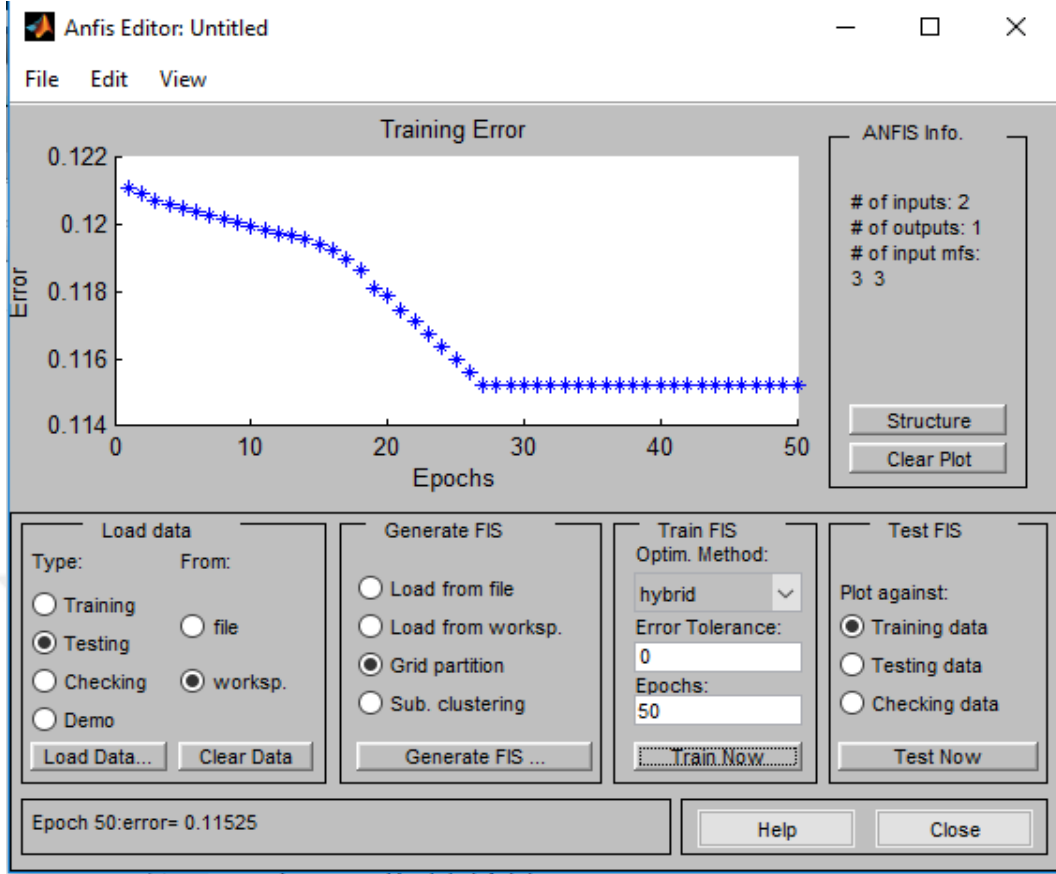 Anfis Editor: Untitled
File Edit View
Training Error
0.122
0.12
0.118
0.116
0.114
Error
0 10 20 30 40 50
Epochs
ANFIS Info.
# of inputs: 2
# of outputs: 1
# of input mfs:
3 3
Structure
Clear Plot
Load data
Type: From:
Training
Testing
Checking
Demo
file
worksp.
Load Data...
Clear Data
Generate FIS
Load from file
Load from worksp.
Grid partition
Sub. clustering
Generate FIS ...
Train FIS
Optim. Method:
hybrid
Error Tolerance:
0
Epochs:
50
Train Now
Test FIS
Plot against:
Training data
Testing data
Checking data
Test Now
Epoch 50:error= 0.11525
Help
Close